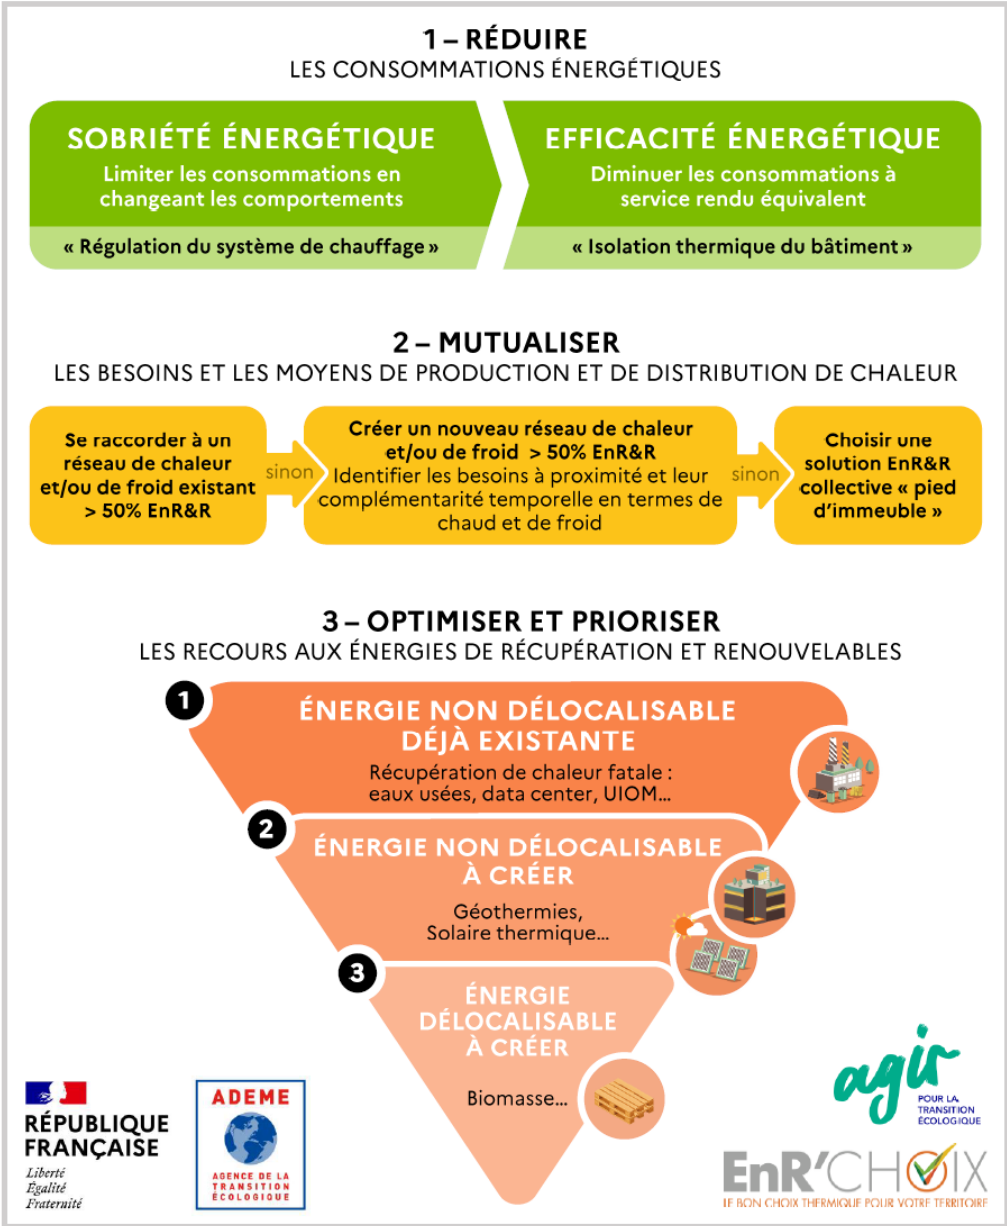 1 – RÉDUIRE
LES CONSOMMATIONS ÉNERGÉTIQUES
SOBRIÉTÉ ÉNERGÉTIQUE
Limiter les consommations en
changeant les comportements
« Régulation du système de chauffage »
EFFICACITÉ ÉNERGÉTIQUE
Diminuer les consommations à
service rendu équivalent
« Isolation thermique du bâtiment »
2 – MUTUALISER
LES BESOINS ET LES MOYENS DE PRODUCTION ET DE DISTRIBUTION DE CHALEUR
Se raccorder à un
réseau de chaleur
et/ou de froid existant
> 50% EnR&R
sinon
Créer un nouveau réseau de chaleur
et/ou de froid > 50% EnR&R
Identifier les besoins à proximité et leur
complémentarité temporelle en termes de
chaud et de froid
sinon
Choisir une
solution EnR&R
collective « pied
d'immeuble »
3 – OPTIMISER ET PRIORISER
LES RECOURS AUX ÉNERGIES DE RÉCUPÉRATION ET RENOUVELABLES
1
ÉNERGIE NON DÉLOCALISABLE
DÉJÀ EXISTANTE
Récupération de chaleur fatale :
eaux usées, data center, UIOM...
2
ÉNERGIE NON DÉLOCALISABLE
À CRÉER
Géothermies,
Solaire thermique...
3
ÉNERGIE
DÉLOCALISABLE
À CRÉER
Biomasse...
RÉPUBLIQUE
FRANÇAISE
Liberté
Égalité
Fraternité
ADEME
AGENCE DE LA
TRANSITION
ÉCOLOGIQUE
agir
POUR LA
TRANSITION
ÉCOLOGIQUE
EnR'CHOIX
LE BON CHOIX THERMIQUE POUR VOTRE TERRITOIRE